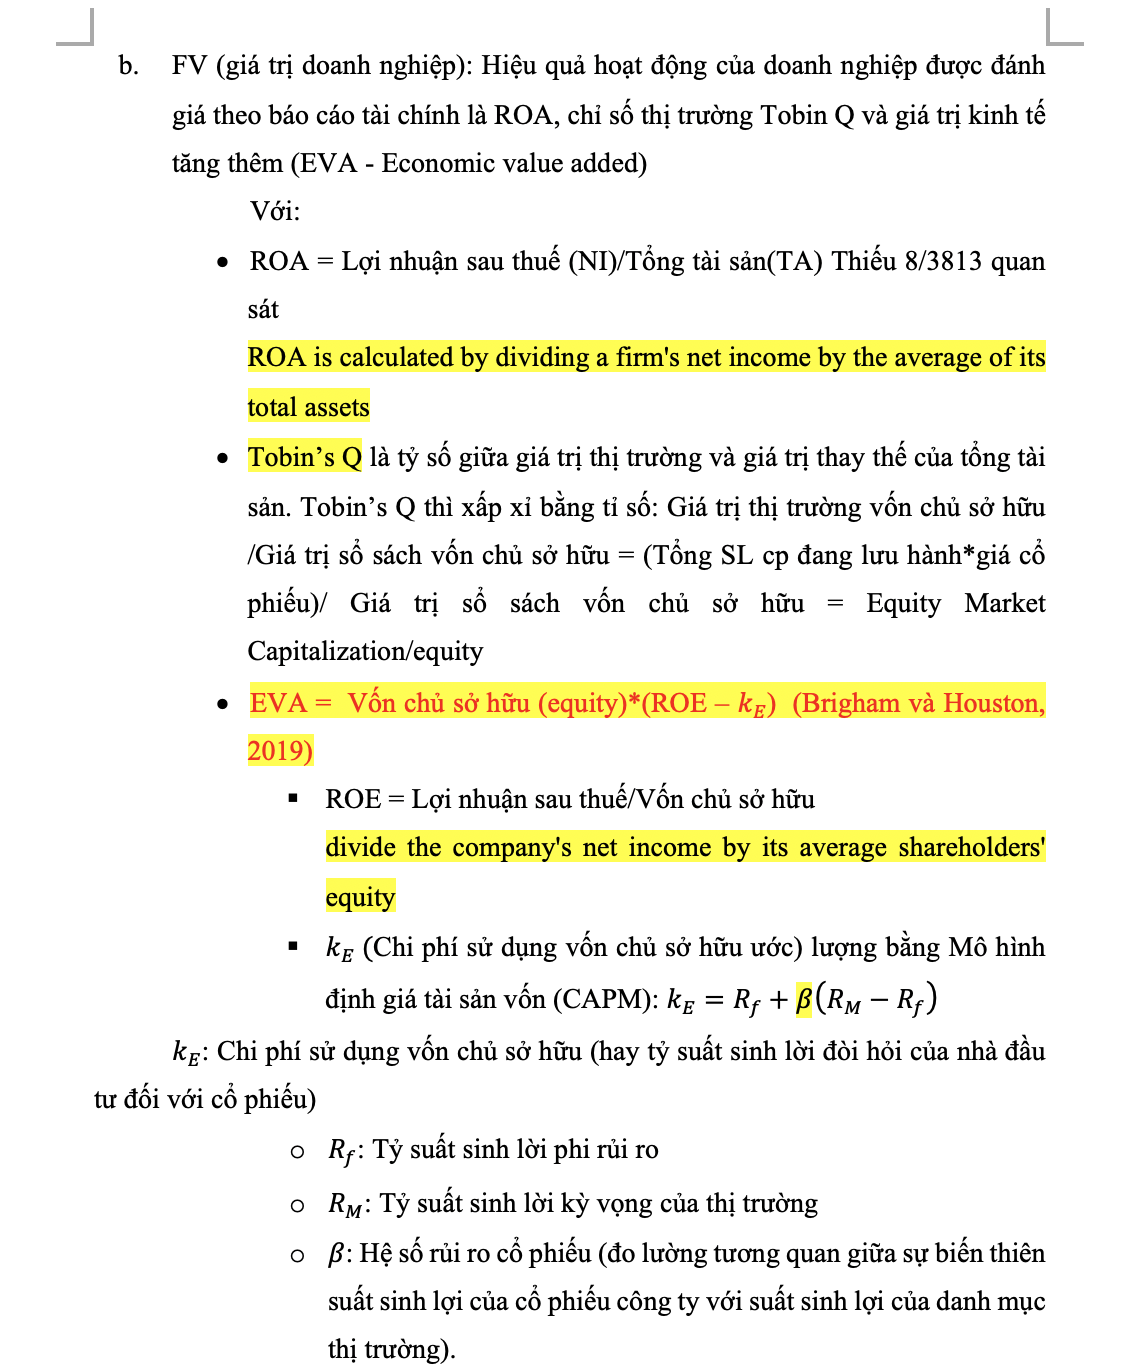 b. FV (giá trị doanh nghiệp): Hiệu quả hoạt động của doanh nghiệp được đánh
giá theo báo cáo tài chính là ROA, chỉ số thị trường Tobin Q và giá trị kinh tế
tăng thêm (EVA - Economic value added)
Với:
• ROA = Lợi nhuận sau thuế (NI)/Tổng tài sản(TA) Thiếu 8/3813 quan
sát
ROA is calculated by dividing a firm's net income by the average of its
total assets
• Tobin’s Q là tỷ số giữa giá trị thị trường và giá trị thay thế của tổng tài
sản. Tobin’s Q thì xấp xỉ bằng tỉ số: Giá trị thị trường vốn chủ sở hữu
/Giá trị sổ sách vốn chủ sở hữu = (Tổng SL cp đang lưu hành*giá cổ
phiếu)/ Giá trị sổ sách vốn chủ sở hữu = Equity Market
Capitalization/equity
• EVA = Vốn chủ sở hữu (equity)*(ROE – k_E) (Brigham và Houston,
2019)
▪ ROE = Lợi nhuận sau thuế/Vốn chủ sở hữu
divide the company's net income by its average shareholders'
equity
▪ k_E (Chi phí sử dụng vốn chủ sở hữu ước) lượng bằng Mô hình
định giá tài sản vốn (CAPM): k_E = R_f + β(R_M − R_f)
k_E: Chi phí sử dụng vốn chủ sở hữu (hay tỷ suất sinh lời đòi hỏi của nhà đầu
tư đối với cổ phiếu)
○ R_f: Tỷ suất sinh lời phi rủi ro
○ R_M: Tỷ suất sinh lời kỳ vọng của thị trường
○ β: Hệ số rủi ro cổ phiếu (đo lường tương quan giữa sự biến thiên
suất sinh lợi của cổ phiếu công ty với suất sinh lợi của danh mục
thị trường).